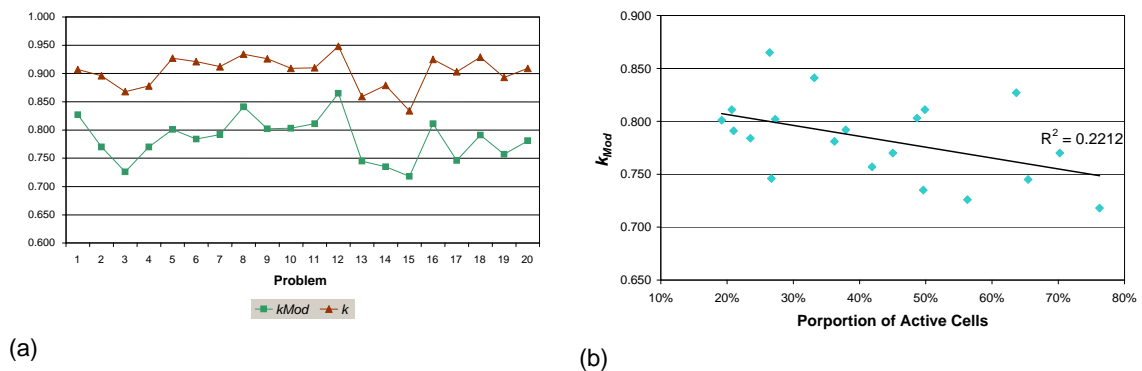 1.000
0.950
0.900
0.850
0.800
0.750
0.700
0.650
0.600
1 2 3 4 5 6 7 8 9 10 11 12 13 14 15 16 17 18 19 20
Problem
kMod k
(a)
0.900
0.850
0.800
0.750
0.700
0.650
kMod
R² = 0.2212
10% 20% 30% 40% 50% 60% 70% 80%
Porportion of Active Cells
(b)